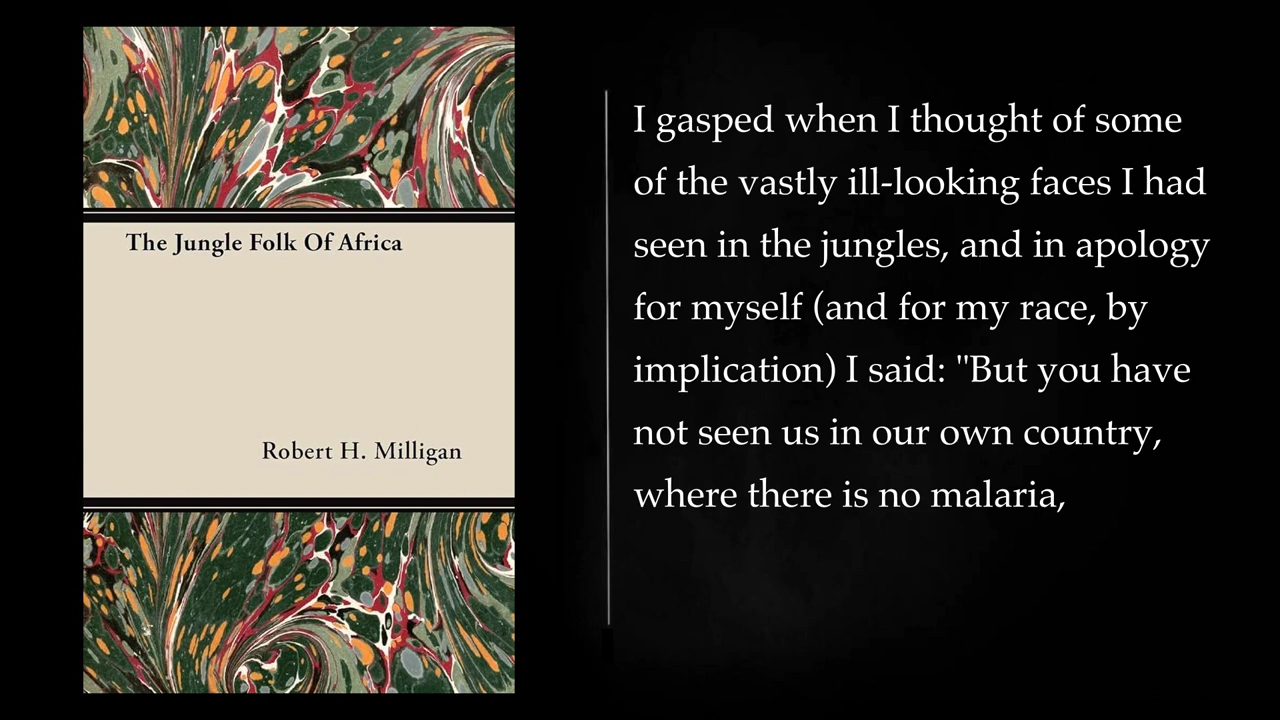 The Jungle Folk Of Africa
Robert H. Milligan
I gasped when I thought of some
of the vastly ill-looking faces I had
seen in the jungles, and in apology
for myself (and for my race, by
implication) I said: "But you have
not seen us in our own country,
where there is no malaria,